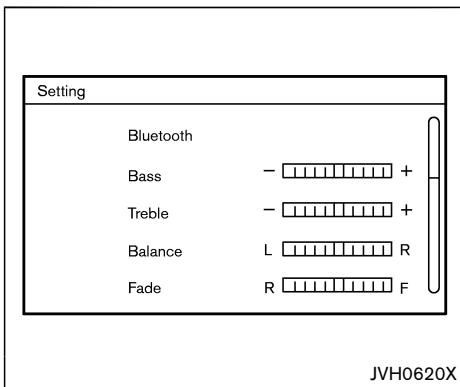 Setting
Bluetooth
Bass − +
Treble − +
Balance L R
Fade R F
JVH0620X